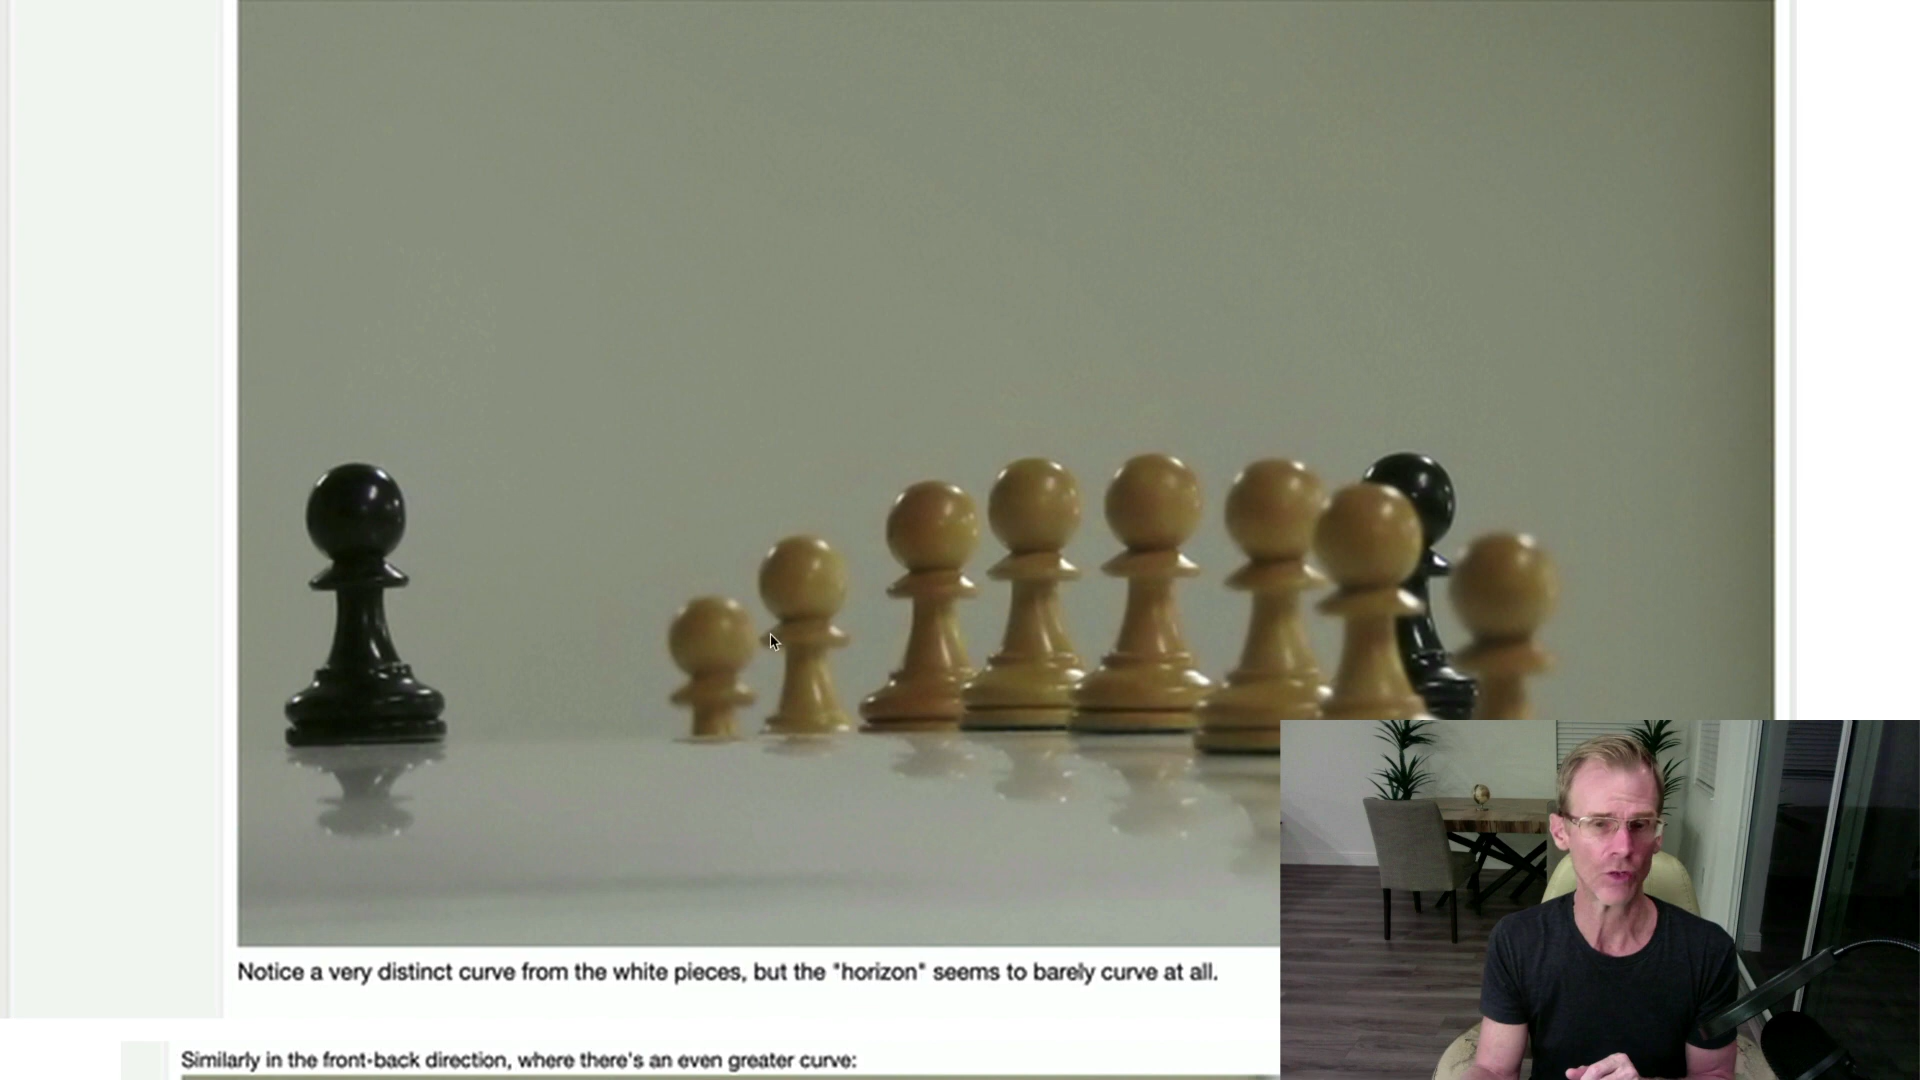 Notice a very distinct curve from the white pieces, but the "horizon" seems to barely curve at all.
Similarly in the front-back direction, where there's an even greater curve: